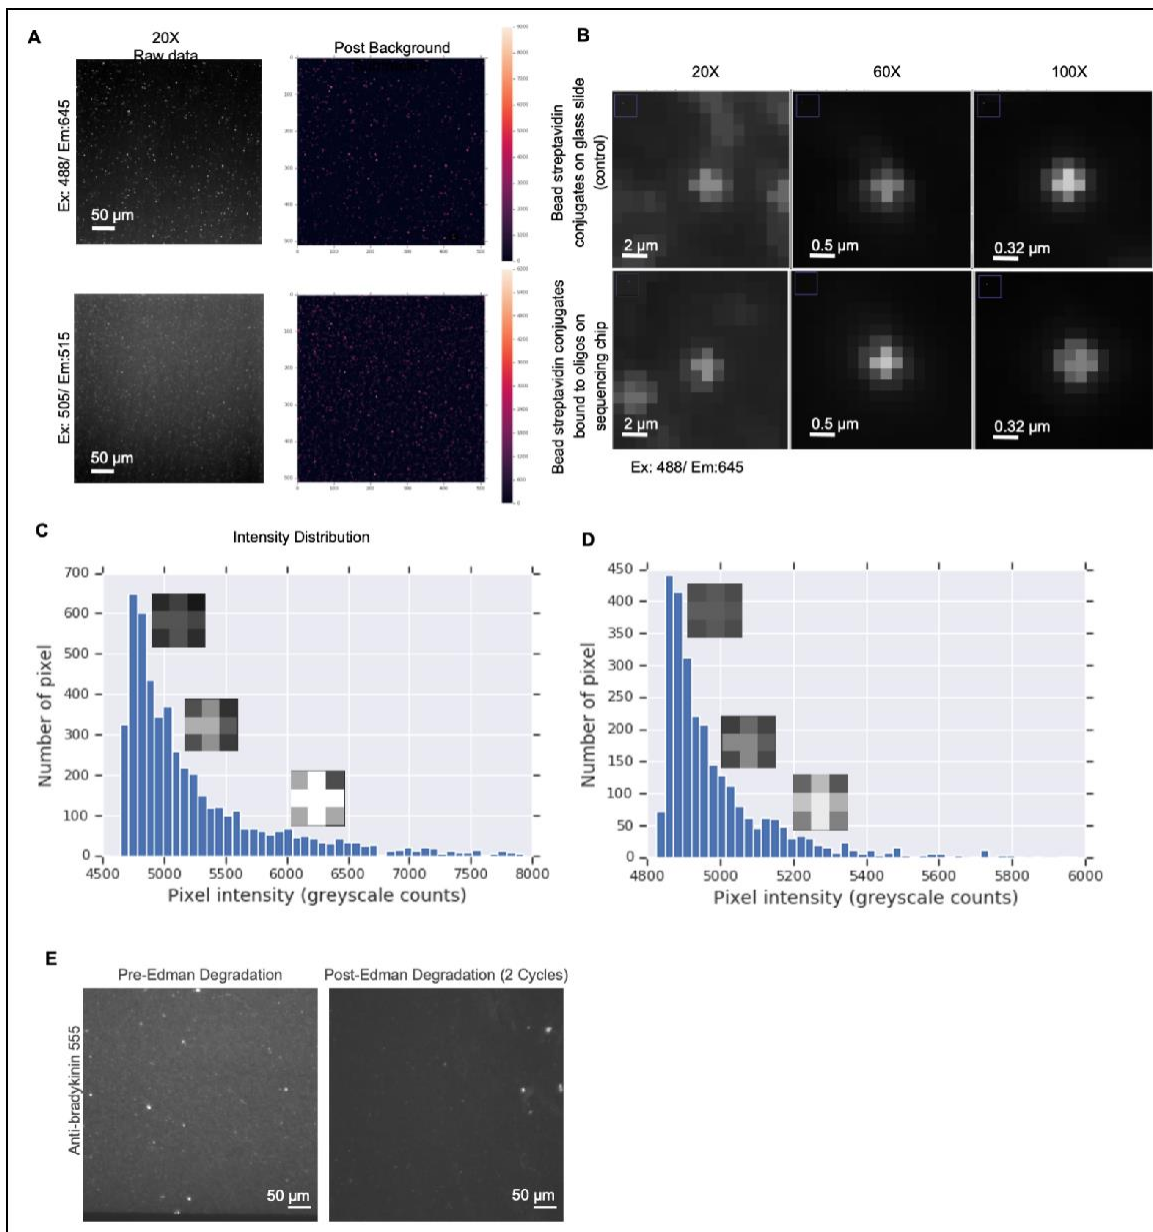 A
20X
Raw data
Post Background
Ex: 488/ Em:645
50 µm
Ex: 505/ Em:515
50 µm
B
20X
60X
100X
Bead streptavidin
conjugates on glass slide
(control)
2 µm
0.5 µm
0.32 µm
Bead streptavidin conjugates
bound to oligos on
sequencing chip
2 µm
0.5 µm
0.32 µm
Ex: 488/ Em:645
C
Intensity Distribution
700
600
500
400
300
200
100
0
Number of pixel
4500 5000 5500 6000 6500 7000 7500 8000
Pixel intensity (greyscale counts)
D
450
400
350
300
250
200
150
100
50
0
Number of pixel
4800 5000 5200 5400 5600 5800 6000
Pixel intensity (greyscale counts)
E
Pre-Edman Degradation
Post-Edman Degradation (2 Cycles)
Anti-bradykinin 555
50 µm
50 µm